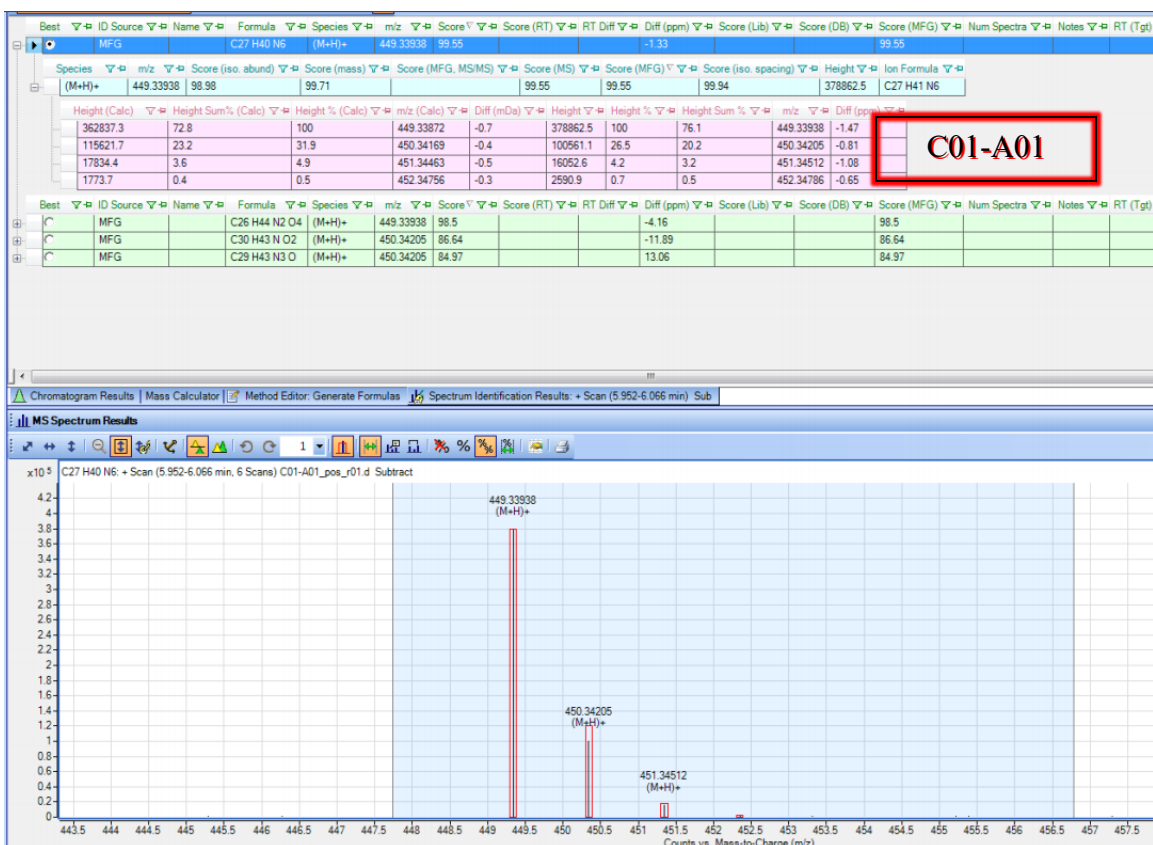 Best ID Source Name Formula Species m/z Score Score (RT) RT Diff Diff (ppm) Score (Lib) Score (DB) Score (MFG) Num Spectra Notes RT (Tgt)
MFG C27 H40 N6 (M+H)+ 449.33938 99.55 -1.33 99.55
Species m/z Score (iso. abund) Score (mass) Score (MFG, MS/MS) Score (MS) Score (MFG) Score (iso. spacing) Height Ion Formula
(M+H)+ 449.33938 98.98 99.71 99.55 99.55 99.94 378862.5 C27 H41 N6
Height (Calc) Height Sum% (Calc) Height % (Calc) m/z (Calc) Diff (mDa) Height Height % Height Sum % m/z Diff (ppm)
362837.3 72.8 100 449.33872 -0.7 378862.5 100 76.1 449.33938 -1.47
115621.7 23.2 31.9 450.34169 -0.4 100561.1 26.5 20.2 450.34205 -0.81
17834.4 3.6 4.9 451.34463 -0.5 16052.6 4.2 3.2 451.34512 -1.08
1773.7 0.4 0.5 452.34756 -0.3 2590.9 0.7 0.5 452.34786 -0.65
C01-A01
Best ID Source Name Formula Species m/z Score Score (RT) RT Diff Diff (ppm) Score (Lib) Score (DB) Score (MFG) Num Spectra Notes RT (Tgt)
MFG C26 H44 N2 O4 (M+H)+ 449.33938 98.5 -4.16 98.5
MFG C30 H43 N O2 (M+H)+ 450.34205 86.64 -11.89 86.64
MFG C29 H43 N3 O (M+H)+ 450.34205 84.97 13.06 84.97
Chromatogram Results Mass Calculator Method Editor: Generate Formulas Spectrum Identification Results: + Scan (5.952-6.066 min) Sub
MS Spectrum Results
1 % %
x10 5 C27 H40 N6: + Scan (5.952-6.066 min, 6 Scans) C01-A01_pos_r01.d Subtract
4.2
4
3.8
3.6
3.4
3.2
3
2.8
2.6
2.4
2.2
2
1.8
1.6
1.4
1.2
1
0.8
0.6
0.4
0.2
0
449.33938
(M+H)+
450.34205
(M+H)+
451.34512
(M+H)+
443.5 444 444.5 445 445.5 446 446.5 447 447.5 448 448.5 449 449.5 450 450.5 451 451.5 452 452.5 453 453.5 454 454.5 455 455.5 456 456.5 457 457.5
Counts vs. Mass-to-Charge (m/z)